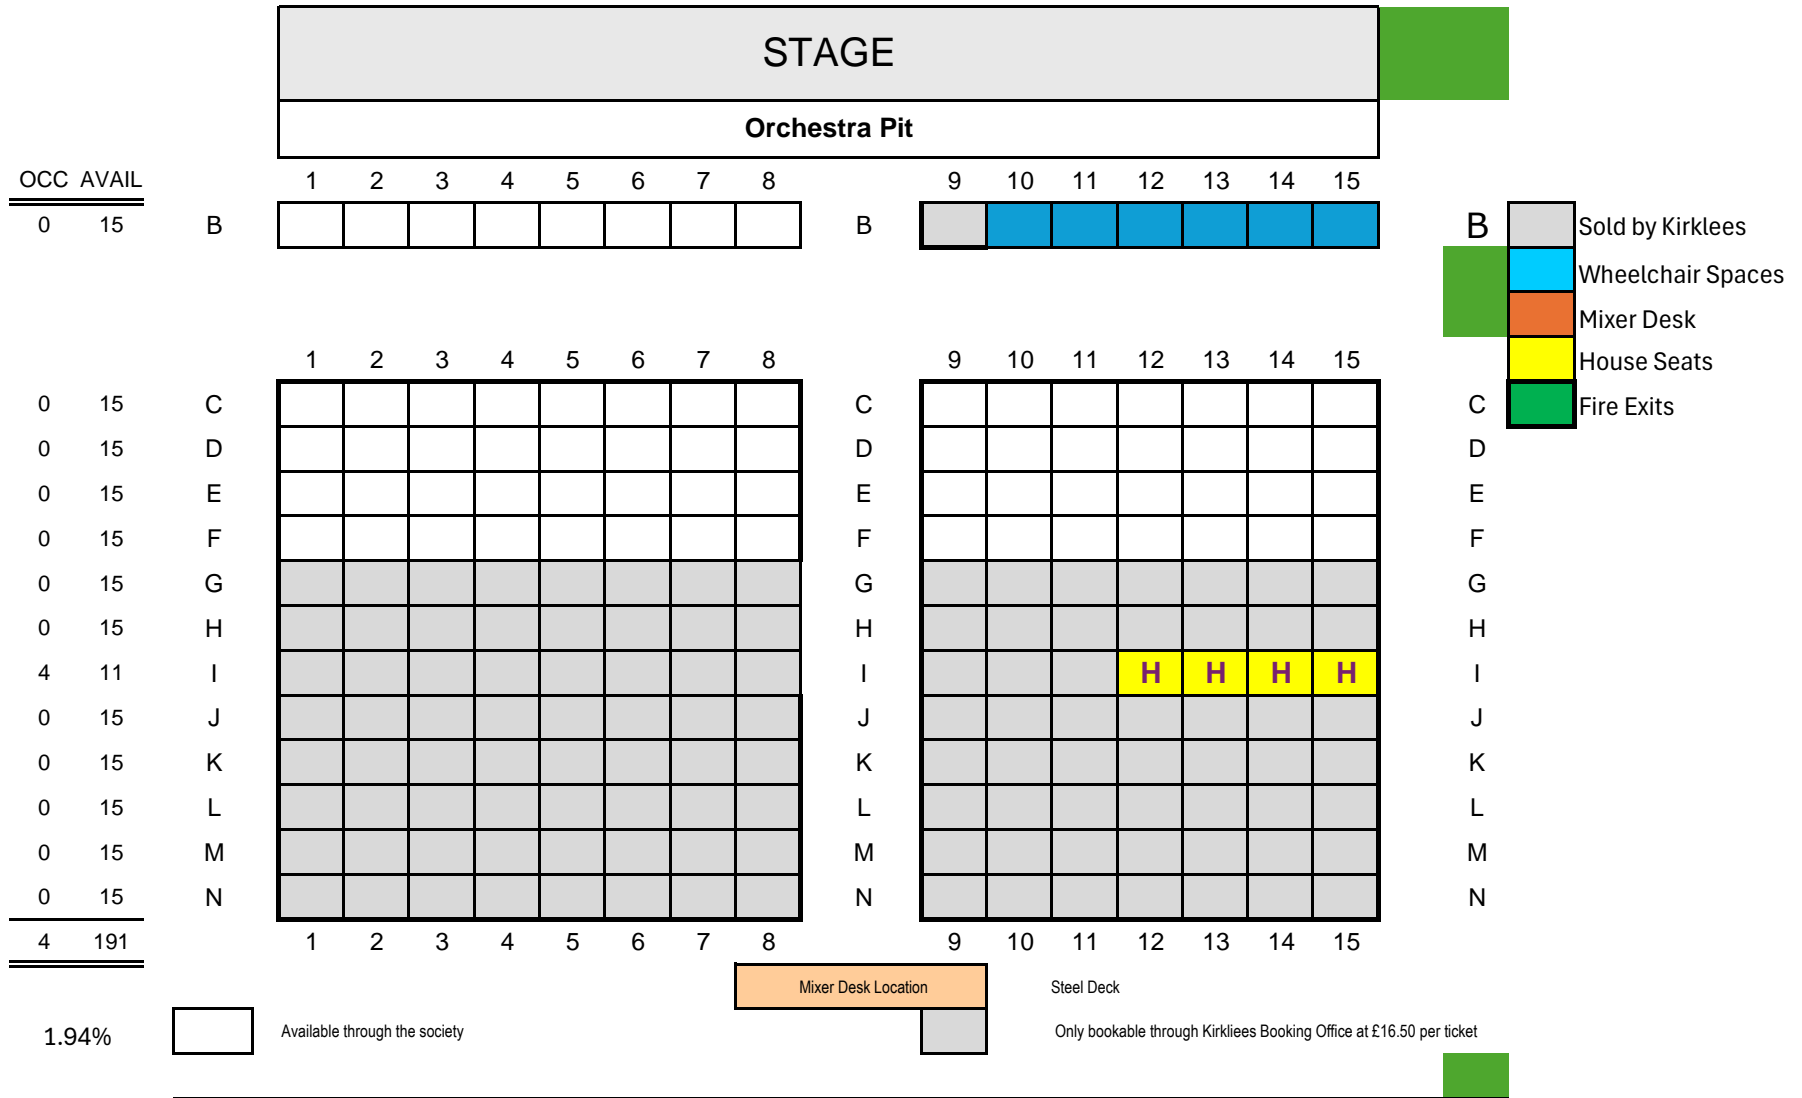 STAGE
Orchestra Pit
OCC AVAIL 1 2 3 4 5 6 7 8 9 10 11 12 13 14 15
0 15 B B B Sold by Kirklees
Wheelchair Spaces
Mixer Desk
1 2 3 4 5 6 7 8 9 10 11 12 13 14 15 House Seats
0 15 C C C Fire Exits
0 15 D D D
0 15 E E E
0 15 F F F
0 15 G G G
0 15 H H H
4 11 I I H H H H I
0 15 J J J
0 15 K K K
0 15 L L L
0 15 M M M
0 15 N N N
4 191 1 2 3 4 5 6 7 8 9 10 11 12 13 14 15
Mixer Desk Location Steel Deck
1.94% Available through the society Only bookable through Kirkliees Booking Office at £16.50 per ticket